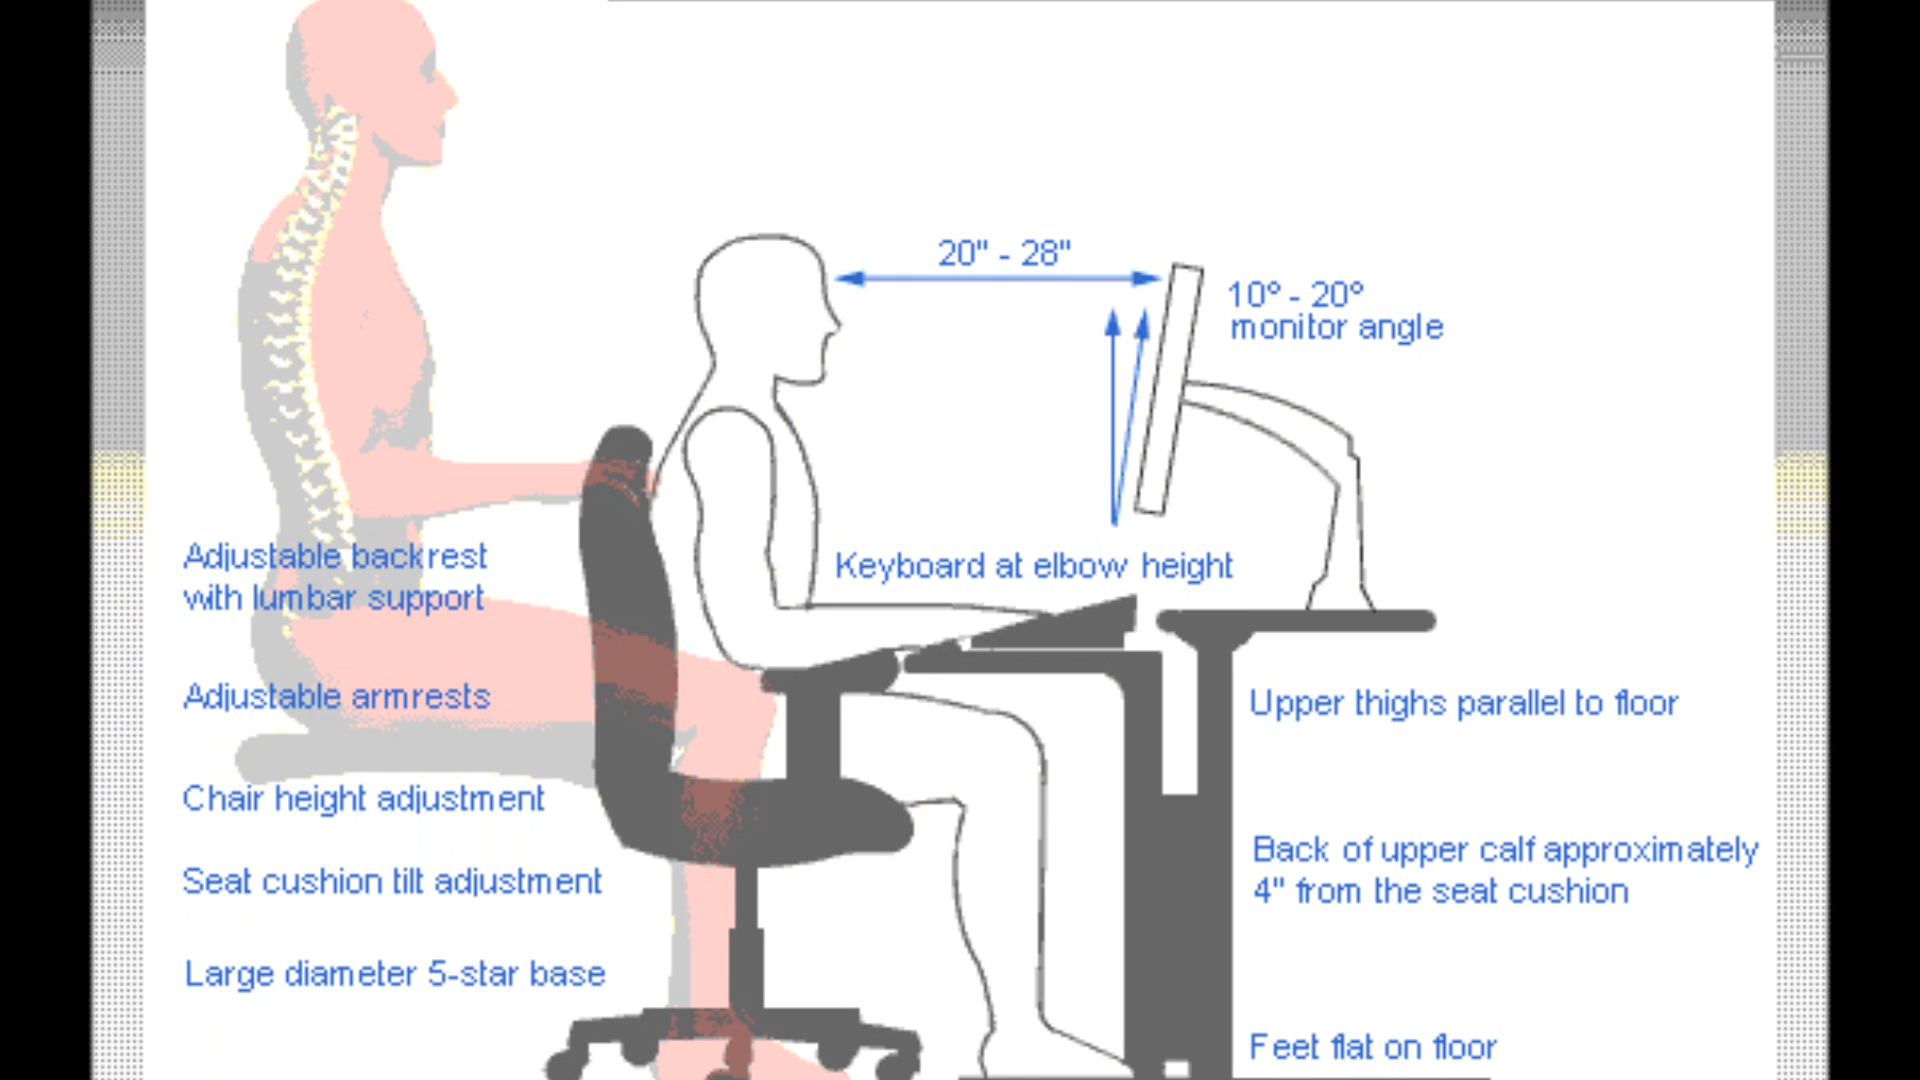 20" - 28"
10º - 20º
monitor angle
Keyboard at elbow height
Adjustable backrest
with lumbar support
Adjustable armrests
Chair height adjustment
Seat cushion tilt adjustment
Large diameter 5-star base
Upper thighs parallel to floor
Back of upper calf approximately
4" from the seat cushion
Feet flat on floor